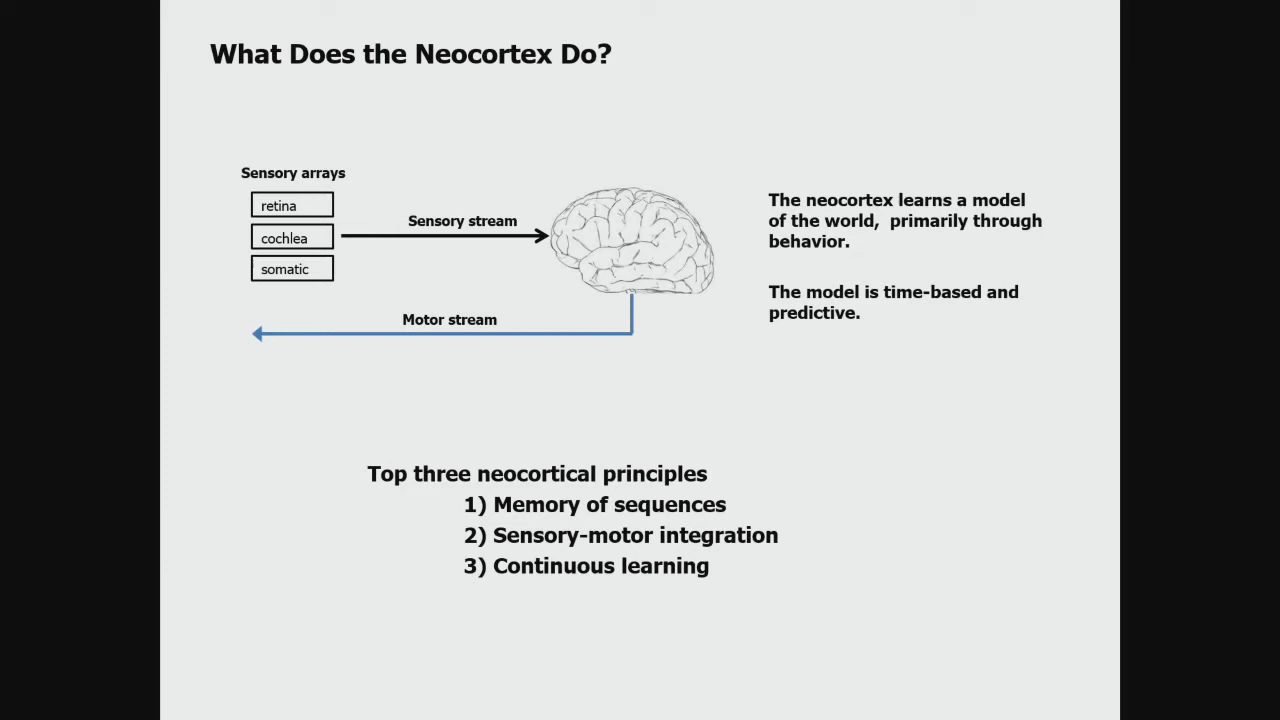 What Does the Neocortex Do?
Sensory arrays
retina
cochlea
somatic
Sensory stream
Motor stream
The neocortex learns a model
of the world, primarily through
behavior.
The model is time-based and
predictive.
Top three neocortical principles
1) Memory of sequences
2) Sensory-motor integration
3) Continuous learning